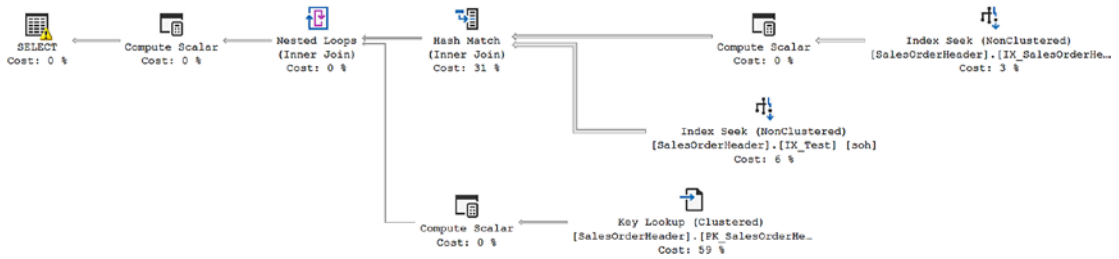 SELECT
Cost: 0 %
Compute Scalar
Cost: 0 %
Nested Loops
(Inner Join)
Cost: 0 %
Hash Match
(Inner Join)
Cost: 31 %
Compute Scalar
Cost: 0 %
Index Seek (NonClustered)
[SalesOrderHeader].[IX_SalesOrderHe…
Cost: 3 %
Index Seek (NonClustered)
[SalesOrderHeader].[IX_Test] [soh]
Cost: 6 %
Compute Scalar
Cost: 0 %
Key Lookup (Clustered)
[SalesOrderHeader].[PK_SalesOrderHe…
Cost: 59 %